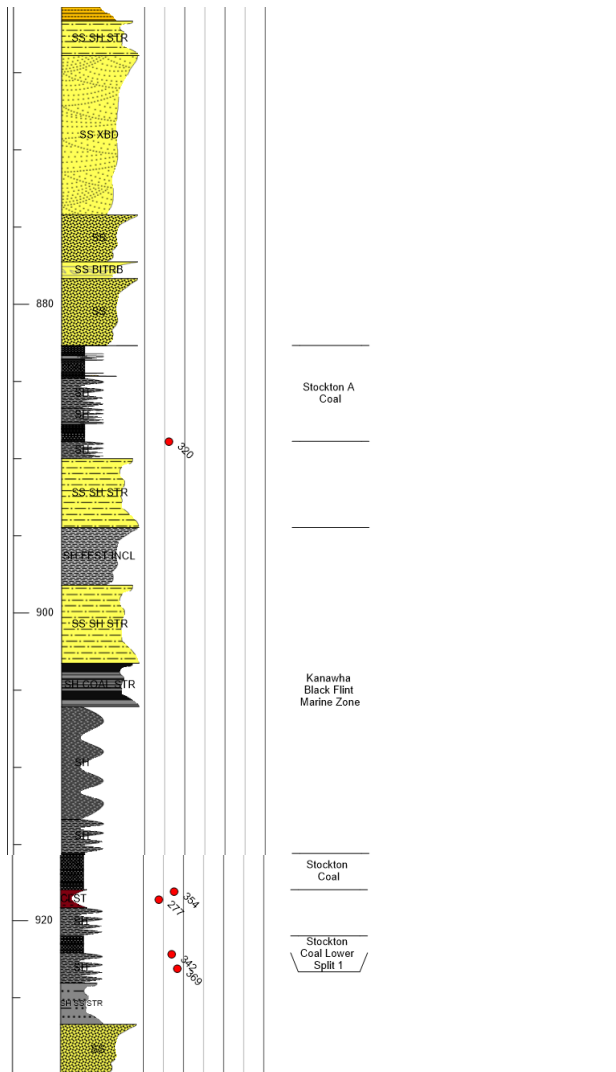 SS SH STR
SS XBD
SS
SS BITRB
880
SS
Stockton A
Coal
SH
SH
SH
320
SS SH STR
SH FEST INCL
900
SS SH STR
Kanawha
Black Flint
Marine Zone
SH COAL STR
SH
SH
Stockton
Coal
354
277
920
SH
Stockton
Coal Lower
Split 1
342
SH
369
SH SS STR
SS